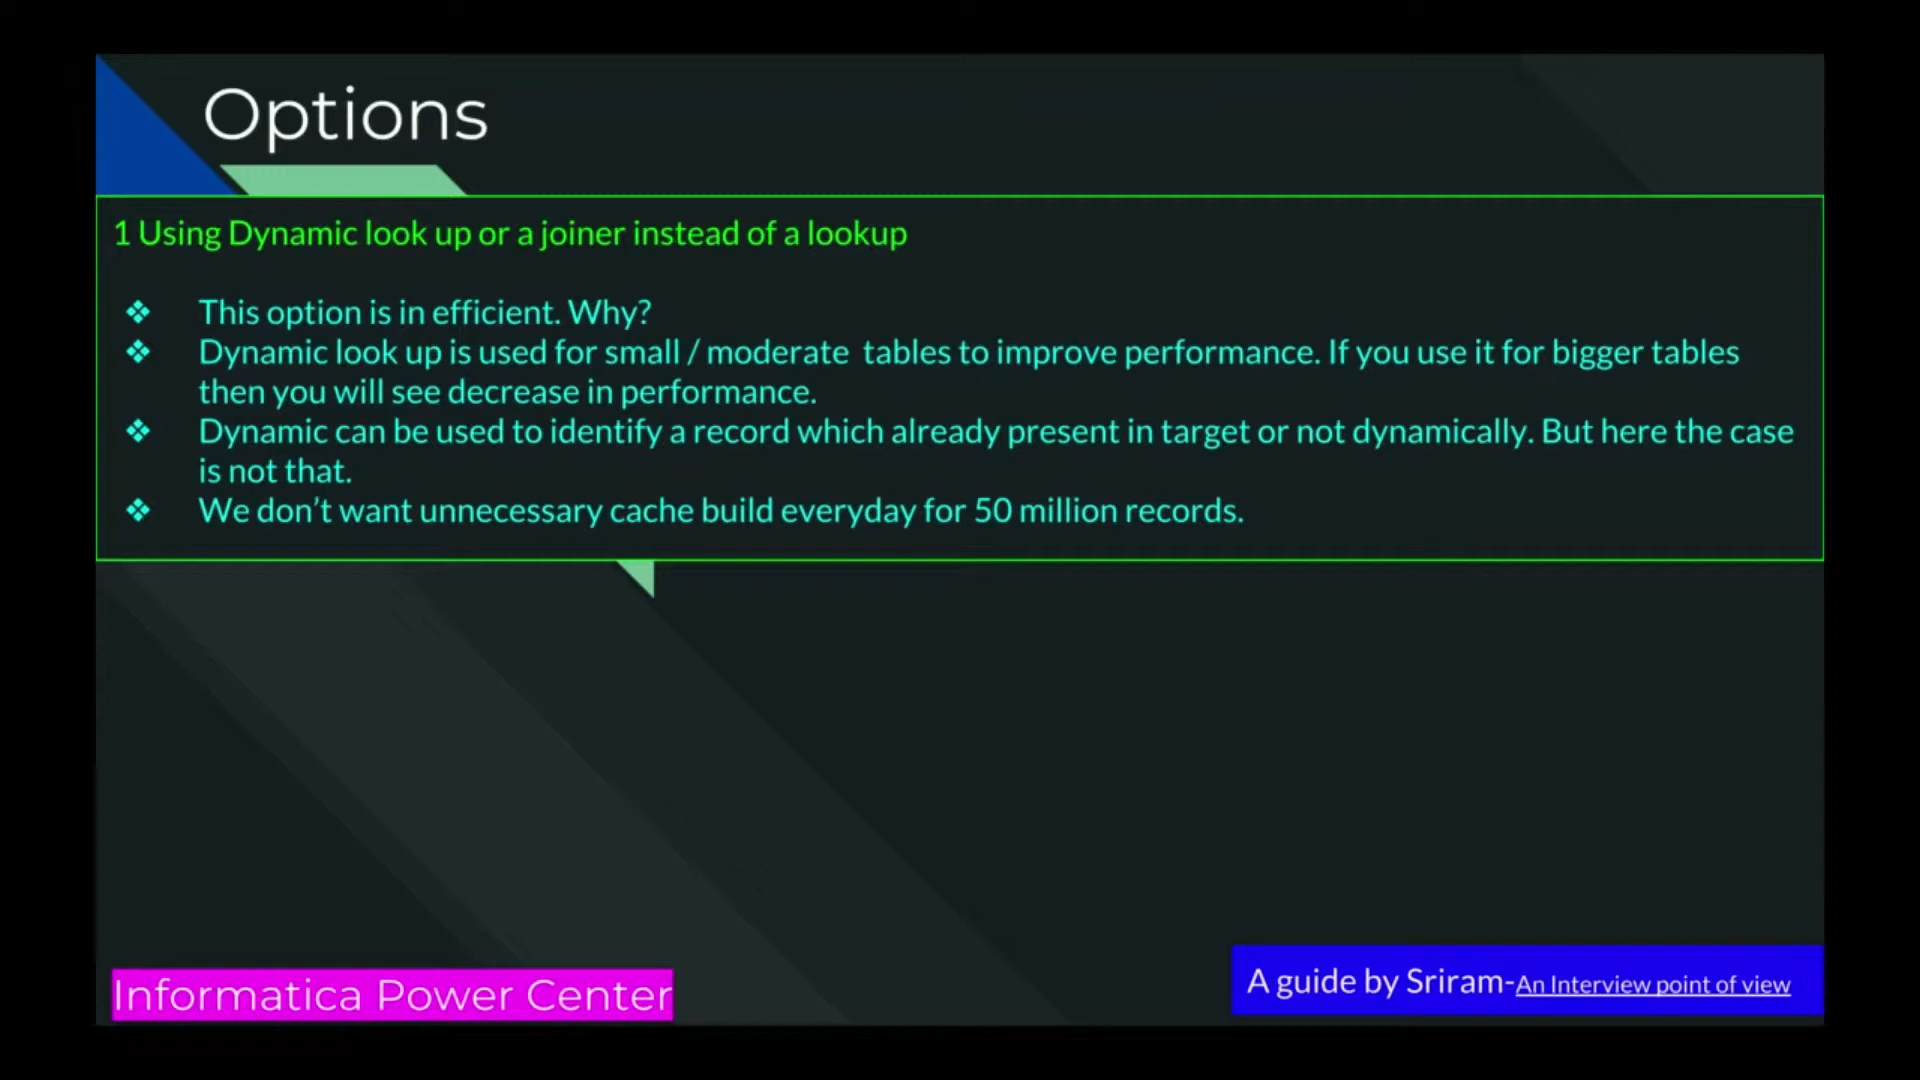 Options
1 Using Dynamic look up or a joiner instead of a lookup
❖ This option is in efficient. Why?
❖ Dynamic look up is used for small / moderate  tables to improve performance. If you use it for bigger tables
then you will see decrease in performance.
❖ Dynamic can be used to identify a record which already present in target or not dynamically. But here the case
is not that.
❖ We don’t want unnecessary cache build everyday for 50 million records.
Informatica Power Center
A guide by Sriram-An Interview point of view